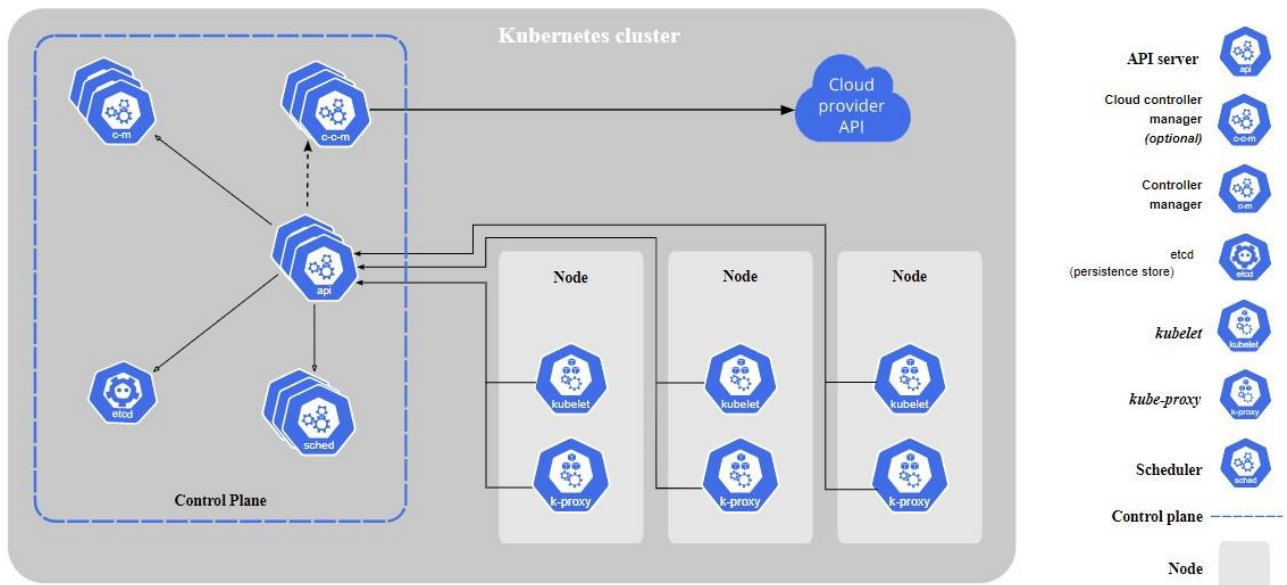 Kubernetes cluster
c-m
c-c-m
Cloud
provider
API
api
etcd
sched
Control Plane
Node
kubelet
k-proxy
Node
kubelet
k-proxy
Node
kubelet
k-proxy
API server
api
Cloud controller
manager
(optional)
c-c-m
Controller
manager
c-m
etcd
(persistence store)
etcd
kubelet
kubelet
kube-proxy
k-proxy
Scheduler
sched
Control plane
Node